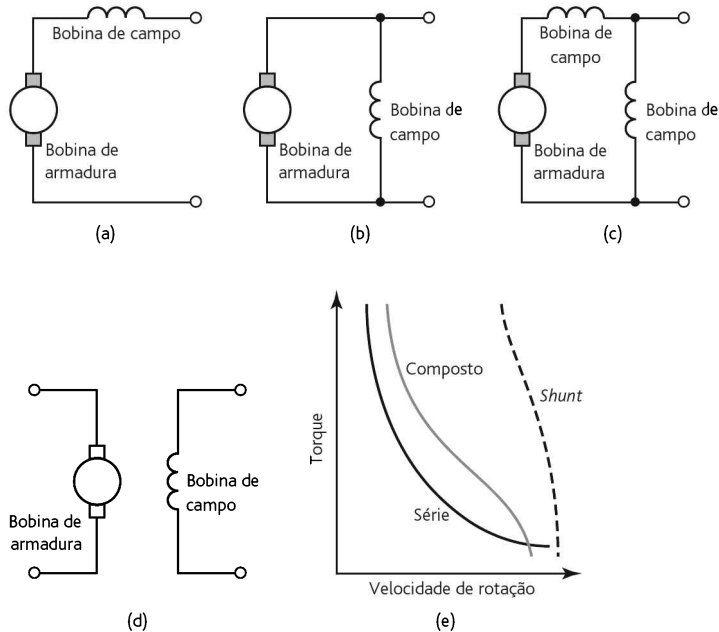 Bobina de campo
Bobina de
armadura
(a)
Bobina de
campo
Bobina de
armadura
(b)
Bobina de
campo
Bobina de
campo
Bobina de
armadura
(c)
Bobina de
campo
Bobina de
armadura
(d)
Torque
Composto
Shunt
Série
Velocidade de rotação
(e)